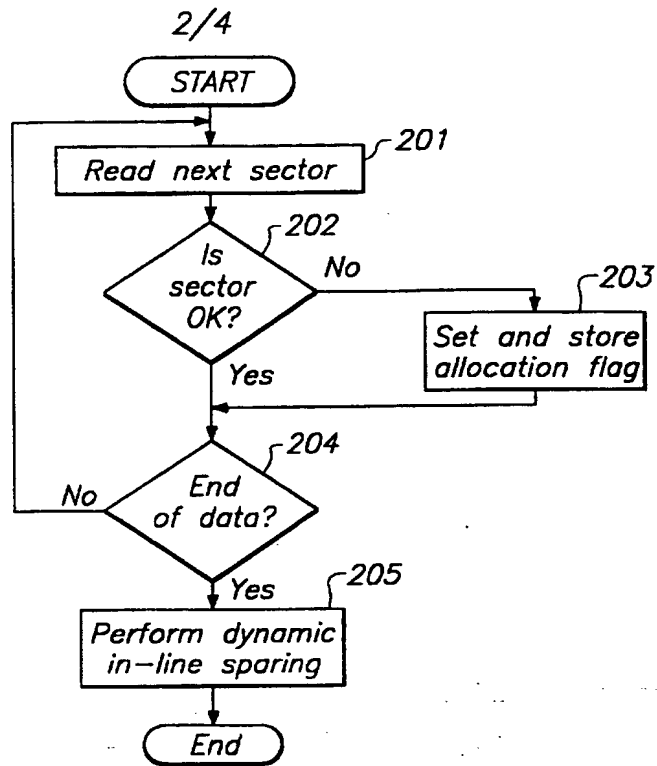 2/4
START
Read next sector
201
Is
sector
OK?
202
No
Yes
Set and store
allocation flag
203
End
of data?
204
No
Yes
Perform dynamic
in-line sparing
205
End